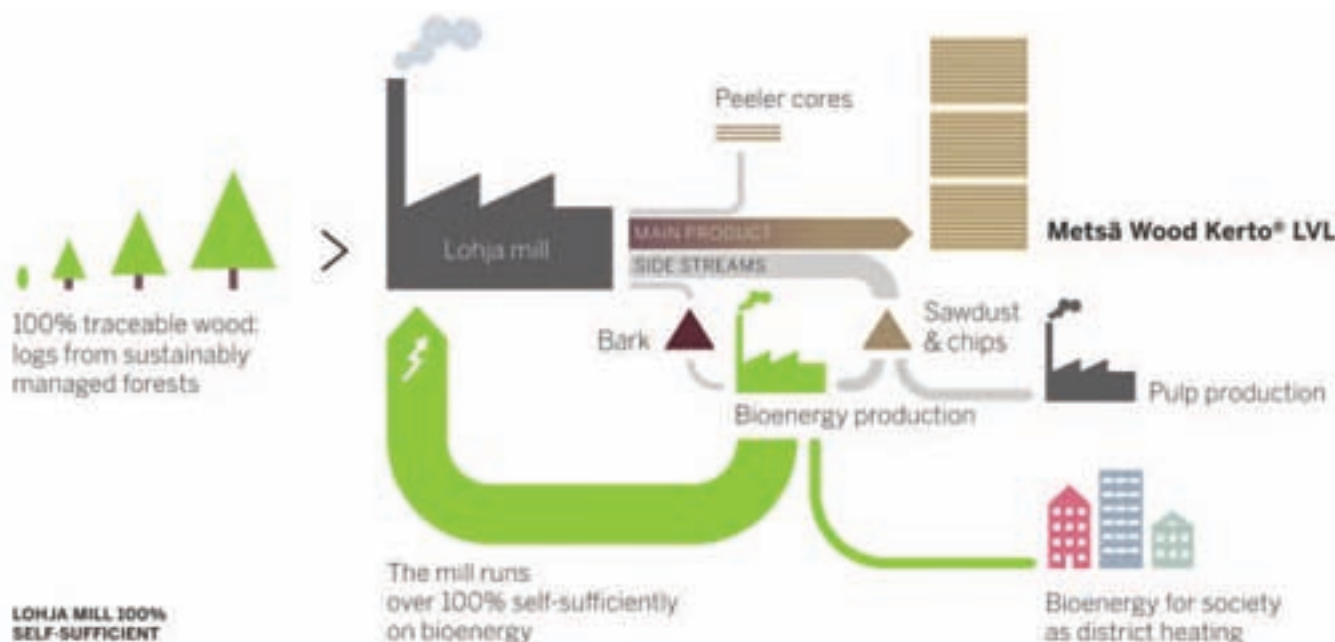 Peeler cores
Lohja mill
MAIN PRODUCT
Metsä Wood Kerto® LVL
SIDE STREAMS
100% traceable wood:
logs from sustainably
managed forests
Bark
Sawdust
& chips
Pulp production
Bioenergy production
The mill runs
over 100% self-sufficiently
on bioenergy
Bioenergy for society
as district heating
LOHJA MILL 100%
SELF-SUFFICIENT